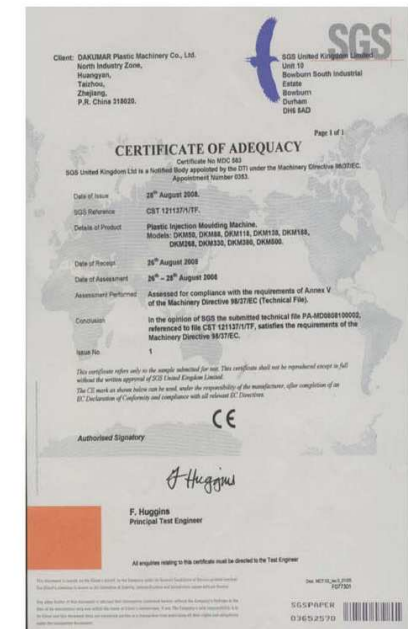 SGS
Client: DAKUMAR Plastic Machinery Co., Ltd.
North Industry Zone,
Huangyan,
Taizhou,
Zhejiang,
P.R. China 318020.
SGS United Kingdom Limited
Unit 10
Bowburn South Industrial
Estate
Bowburn
Durham
DH6 5AD
Page 1 of 1
CERTIFICATE OF ADEQUACY
Certificate No MDC 583
SGS United Kingdom Ltd is a Notified Body appointed by the DTI under the Machinery Directive 98/37/EC.
Appointment Number 0353.
Date of Issue 28th August 2008.
SGS Reference CST 121137/1/TF.
Details of Product Plastic Injection Moulding Machine.
Models: DKM80, DKM88, DKM118, DKM138, DKM168,
DKM268, DKM330, DKM380, DKM500.
Date of Receipt 26th August 2008
Date of Assessment 26th – 28th August 2008
Assessment Performed Assessed for compliance with the requirements of Annex V
of the Machinery Directive 98/37/EC (Technical File).
Conclusion In the opinion of SGS the submitted technical file PA-MD0808100002,
referenced to file CST 121137/1/TF, satisfies the requirements of the
Machinery Directive 98/37/EC.
Issue No. 1
This certificate refers only to the sample submitted for test. This certificate shall not be reproduced except in full
without the written approval of SGS United Kingdom Limited.
The CE mark as shown below can be used, under the responsibility of the manufacturer, after completion of an
EC Declaration of Conformity and compliance with all relevant EC Directives.
CE
Authorised Signatory
F Huggins
F. Huggins
Principal Test Engineer
All enquiries relating to this certificate must be directed to the Test Engineer
SGSPAPER
03652570